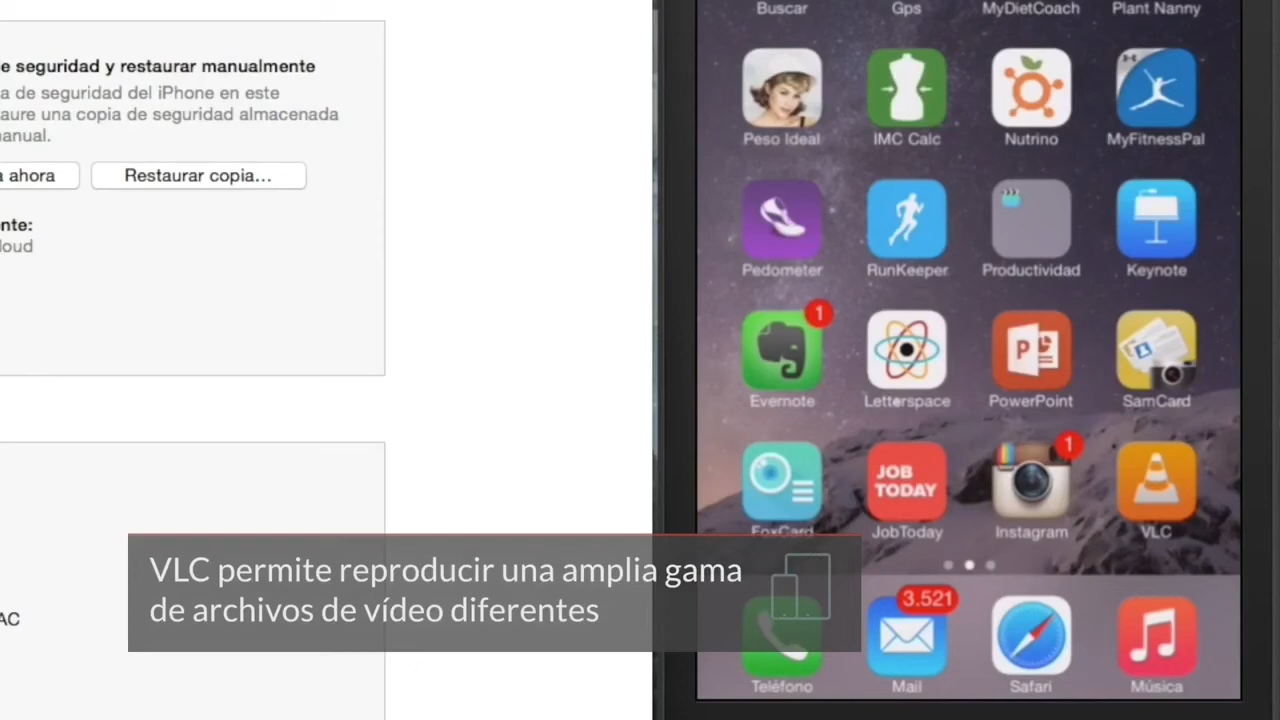 e seguridad y restaurar manualmente
a de seguridad del iPhone en este
aure una copia de seguridad almacenada
anual.
a ahora
Restaurar copia...
nte:
loud
AC
Buscar
Gps
MyDietCoach
Plant Nanny
Peso Ideal
IMC Calc
Nutrino
MyFitnessPal
Pedometer
RunKeeper
Productividad
Keynote
1
P
Evernote
Letterspace
PowerPoint
SamCard
JOB
TODAY
1
FoxCard
JobToday
Instagram
VLC
VLC permite reproducir una amplia gama
de archivos de vídeo diferentes
3.521
Teléfono
Mail
Safari
Música